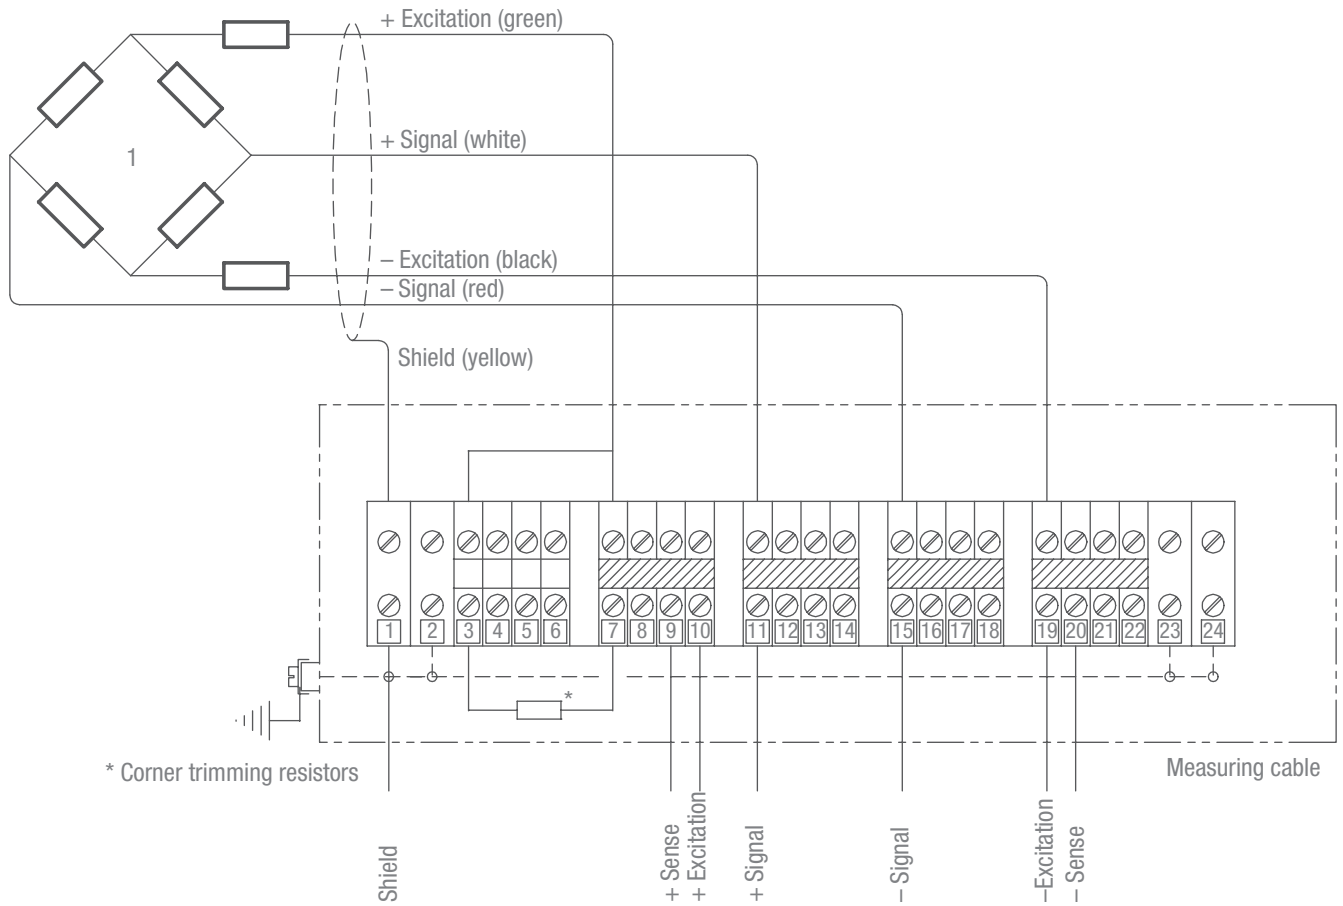 + Excitation (green)
+ Signal (white)
1
– Excitation (black)
– Signal (red)
Shield (yellow)
1 2 3 4 5 6 7 8 9 10 11 12 13 14 15 16 17 18 19 20 21 22 23 24
*
* Corner trimming resistors
Measuring cable
Shield
+ Sense
+ Excitation
+ Signal
– Signal
–Excitation
– Sense